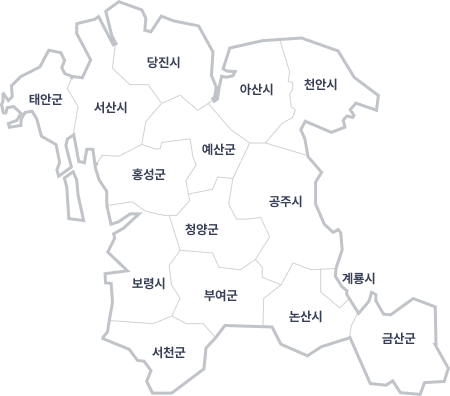 당진시
아산시
천안시
태안군
서산시
예산군
홍성군
공주시
청양군
계룡시
보령시
부여군
논산시
금산군
서천군